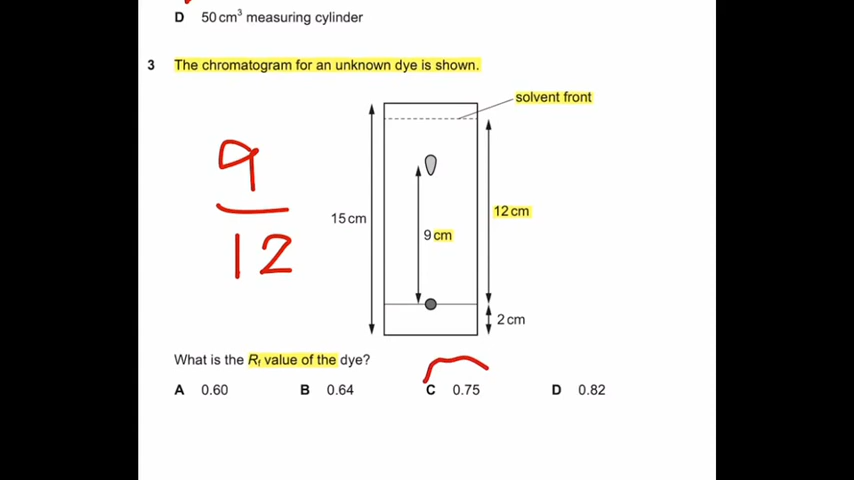 D 50 cm³ measuring cylinder
3 The chromatogram for an unknown dye is shown.
solvent front
9
12
15 cm
9 cm
12 cm
2 cm
What is the Rf value of the dye?
A 0.60 B 0.64 C 0.75 D 0.82